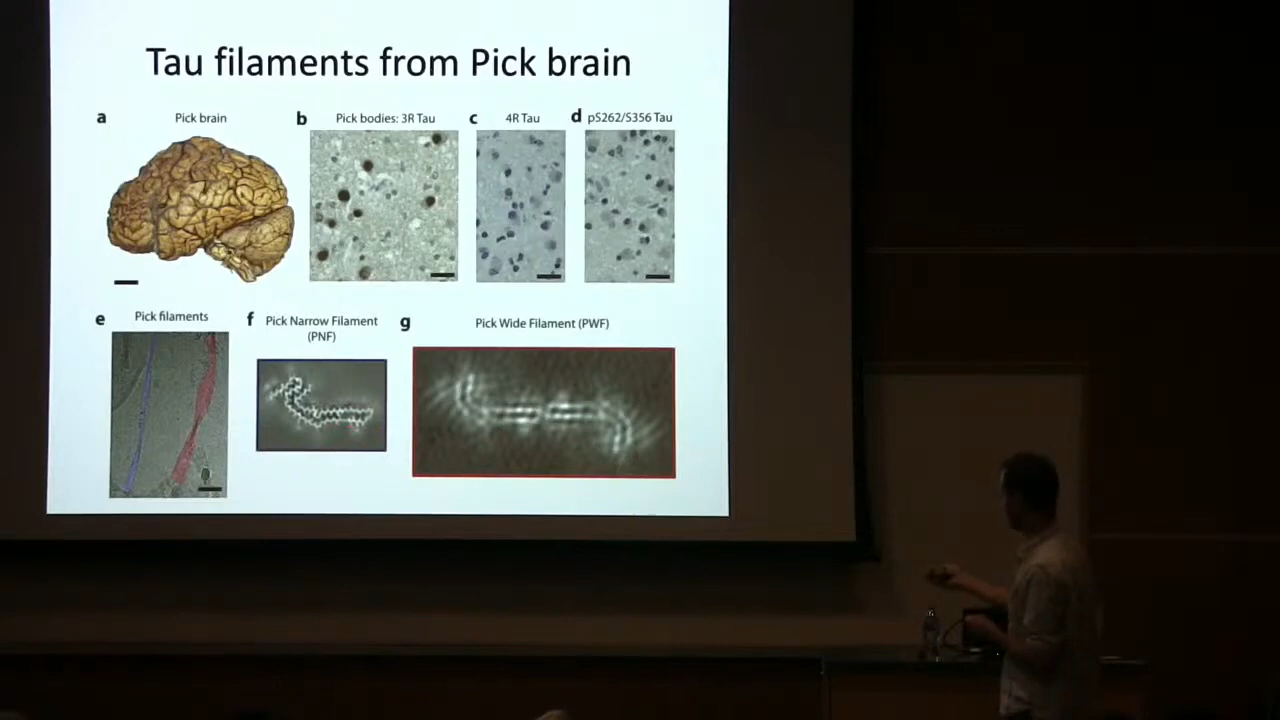 Tau filaments from Pick brain
a Pick brain
b Pick bodies: 3R Tau
c 4R Tau
d pS262/S356 Tau
e Pick filaments
f Pick Narrow Filament
(PNF)
g Pick Wide Filament (PWF)